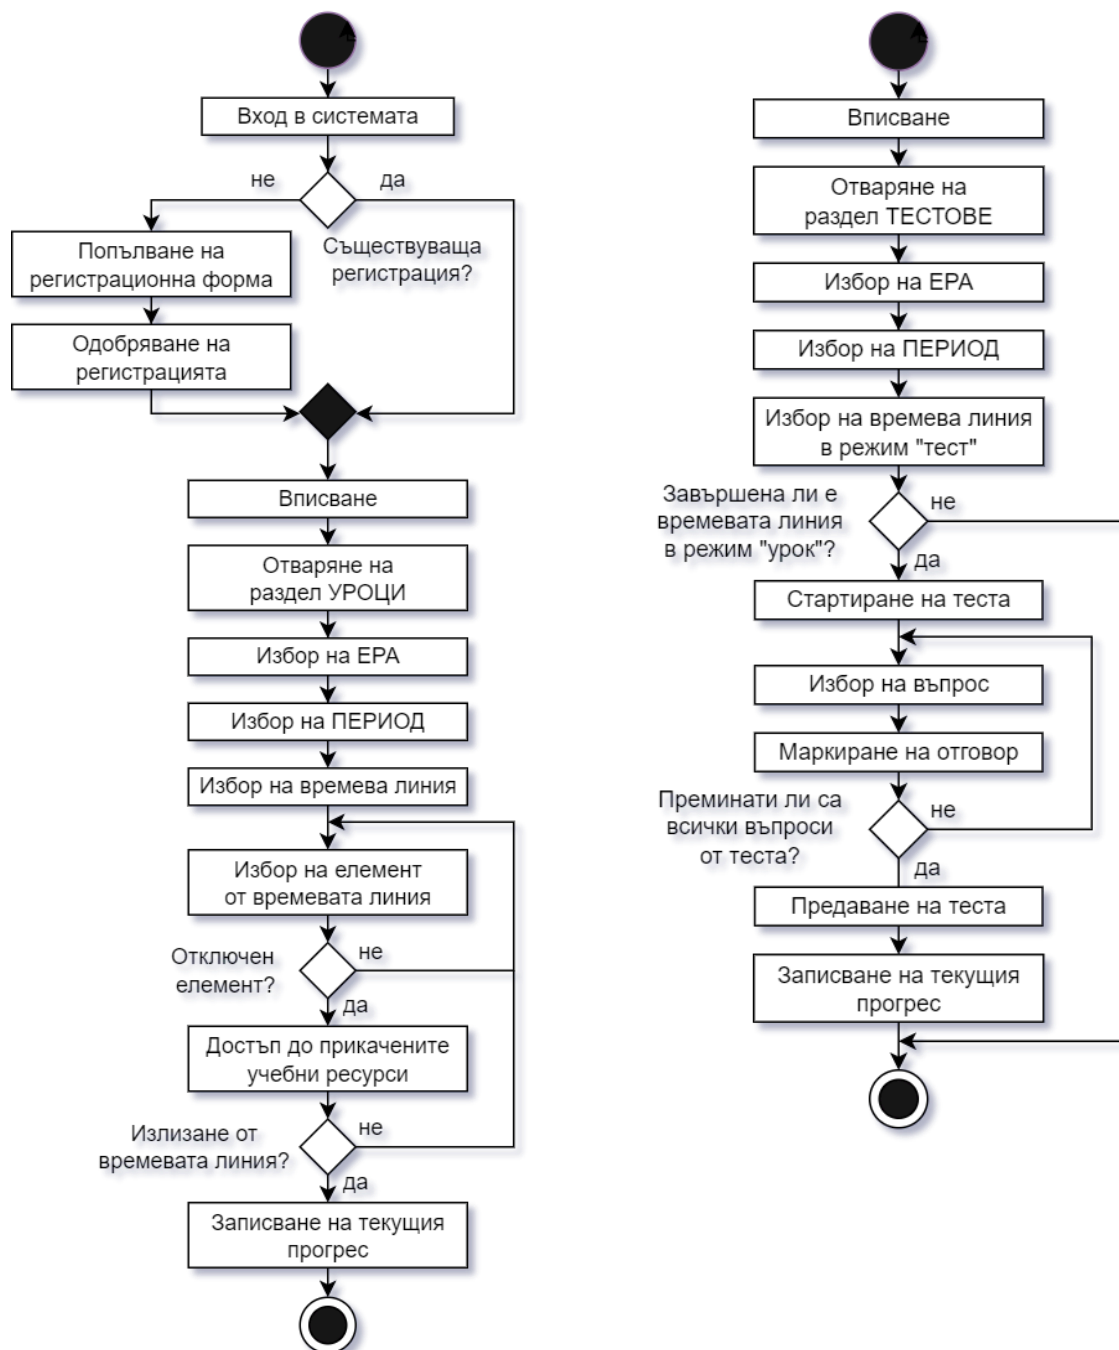 Вход в системата
не
да
Съществуваща
регистрация?
Попълване на
регистрационна форма
Одобряване на
регистрацията
Вписване
Отваряне на
раздел УРОЦИ
Избор на ЕРА
Избор на ПЕРИОД
Избор на времева линия
Избор на елемент
от времевата линия
Отключен
елемент?
не
да
Достъп до прикачените
учебни ресурси
Излизане от
времевата линия?
не
да
Записване на текущия
прогрес
Вписване
Отваряне на
раздел ТЕСТОВЕ
Избор на ЕРА
Избор на ПЕРИОД
Избор на времева линия
в режим "тест"
Завършена ли е
времевата линия
в режим "урок"?
не
да
Стартиране на теста
Избор на въпрос
Маркиране на отговор
Преминати ли са
всички въпроси
от теста?
не
да
Предаване на теста
Записване на текущия
прогрес